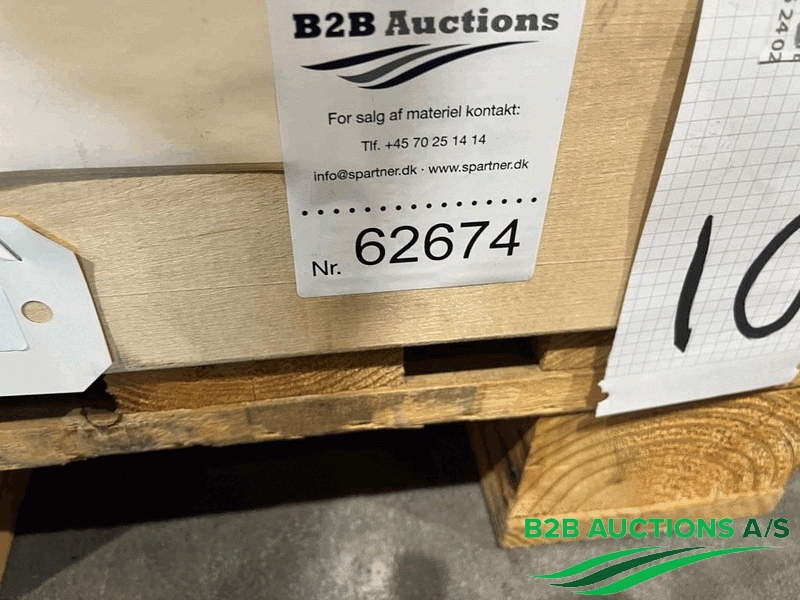 B2B Auctions
For salg af materiel kontakt:
Tlf. +45 70 25 14 14
info@spartner.dk · www.spartner.dk
Nr. 62674
10
2402
B2B AUCTIONS A/S